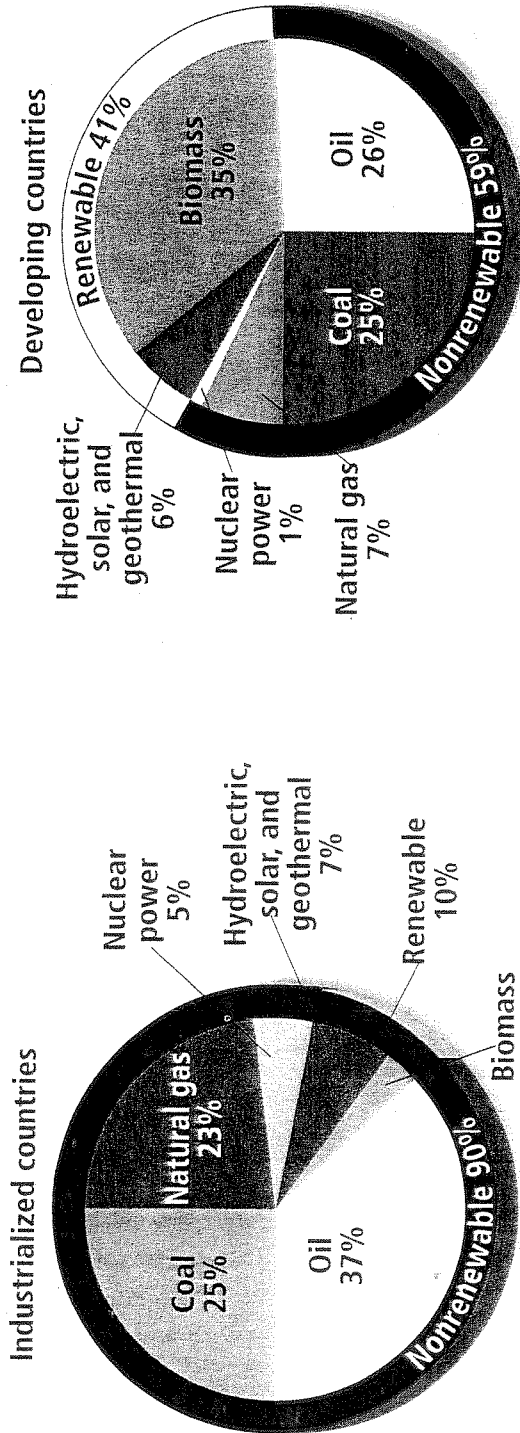 Industrialized countries
Coal
25%
Natural gas
23%
Nuclear
power
5%
Hydroelectric,
solar, and
geothermal
7%
Renewable
10%
Biomass
Oil
37%
Nonrenewable 90%
Developing countries
Renewable 41%
Biomass
35%
Hydroelectric,
solar, and
geothermal
6%
Nuclear
power
1%
Natural gas
7%
Coal
25%
Oil
26%
Nonrenewable 59%